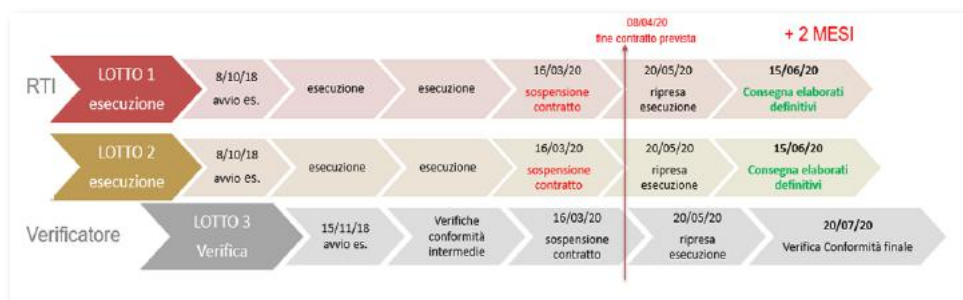 08/04/20
fine contratto prevista
+ 2 MESI
RTI
LOTTO 1
esecuzione
8/10/18
avvio es.
esecuzione
esecuzione
16/03/20
sospensione
contratto
20/05/20
ripresa
esecuzione
15/06/20
Consegna elaborati
definitivi
LOTTO 2
esecuzione
8/10/18
avvio es.
esecuzione
esecuzione
16/03/20
sospensione
contratto
20/05/20
ripresa
esecuzione
15/06/20
Consegna elaborati
definitivi
Verificatore
LOTTO 3
Verifica
15/11/18
avvio es.
Verifiche
conformità
intermedie
16/03/20
sospensione
contratto
20/05/20
ripresa
esecuzione
20/07/20
Verifica Conformità finale